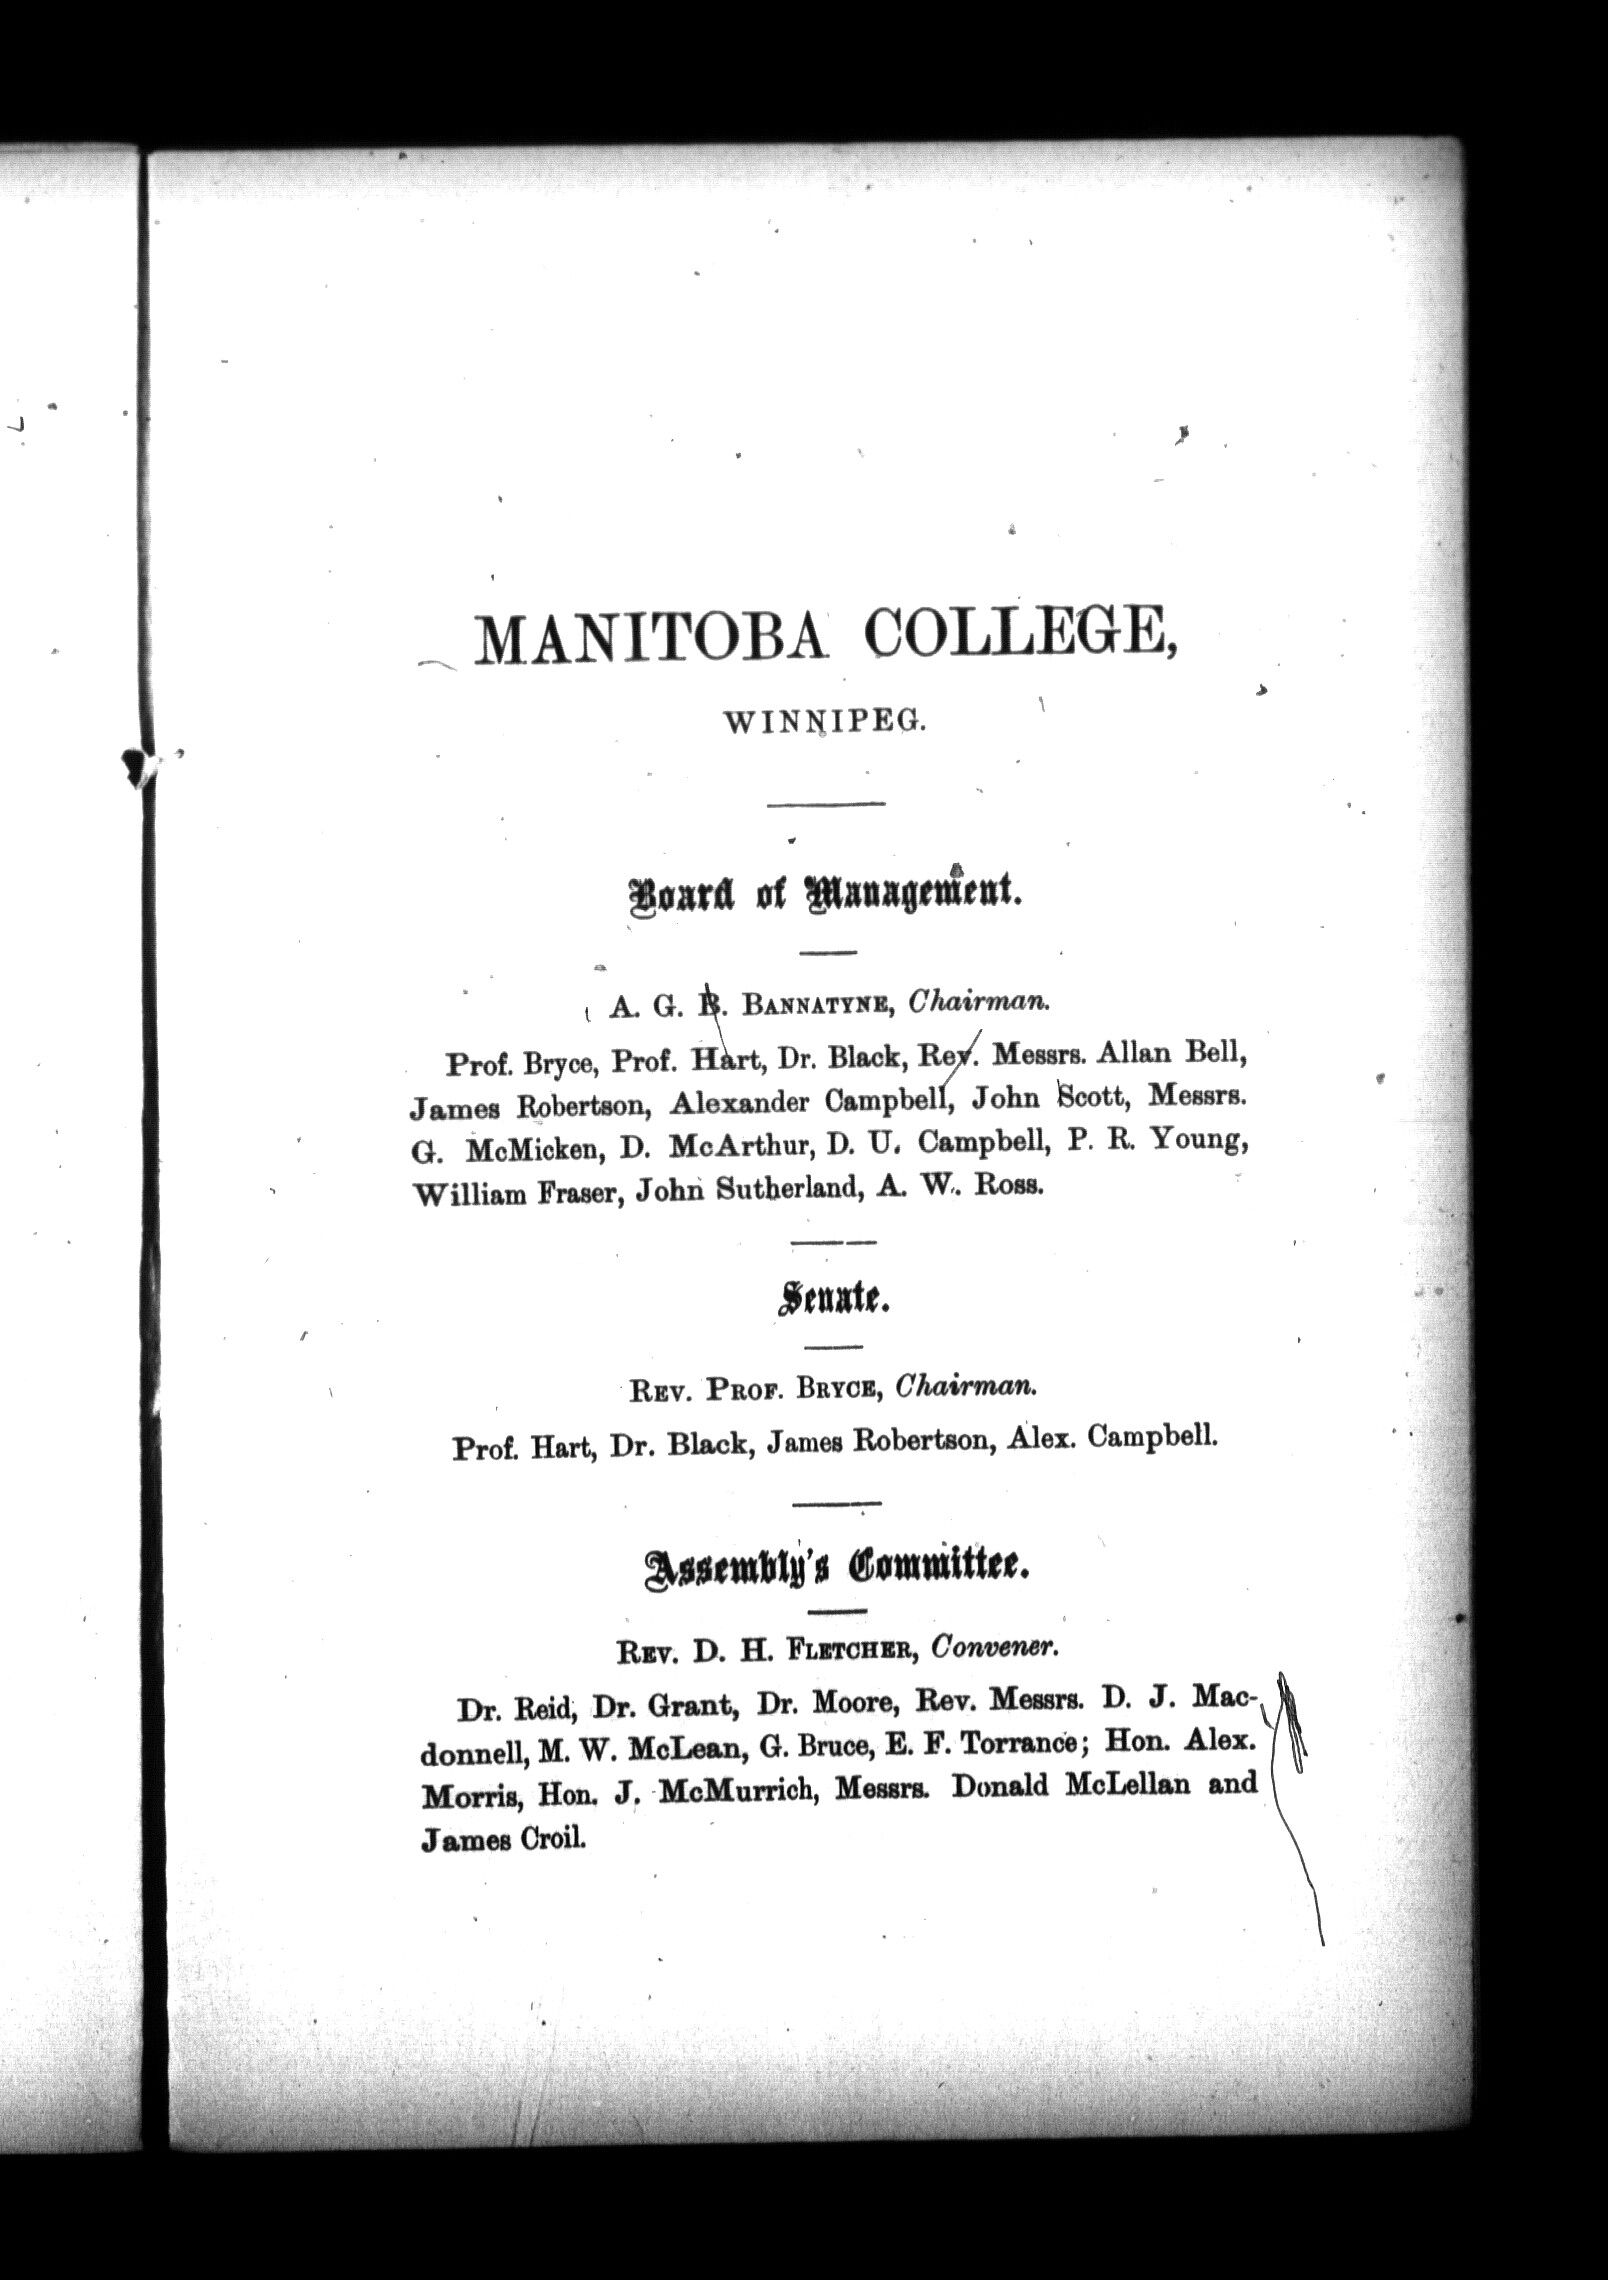 MANITOBA COLLEGE,
WINNIPEG.
Board of Management.
A. G. B. BANNATYNE, Chairman.
Prof. Bryce, Prof. Hart, Dr. Black, Rev. Messrs. Allan Bell,
James Robertson, Alexander Campbell, John Scott, Messrs.
G. McMicken, D. McArthur, D. U. Campbell, P. R. Young,
William Fraser, John Sutherland, A. W. Ross.
Senate.
REV. PROF. BRYCE, Chairman.
Prof. Hart, Dr. Black, James Robertson, Alex. Campbell.
Assembly's Committee.
REV. D. H. FLETCHER, Convener.
Dr. Reid, Dr. Grant, Dr. Moore, Rev. Messrs. D. J. Mac-
donnell, M. W. McLean, G. Bruce, E. F. Torrance; Hon. Alex.
Morris, Hon. J. McMurrich, Messrs. Donald McLellan and
James Croil.